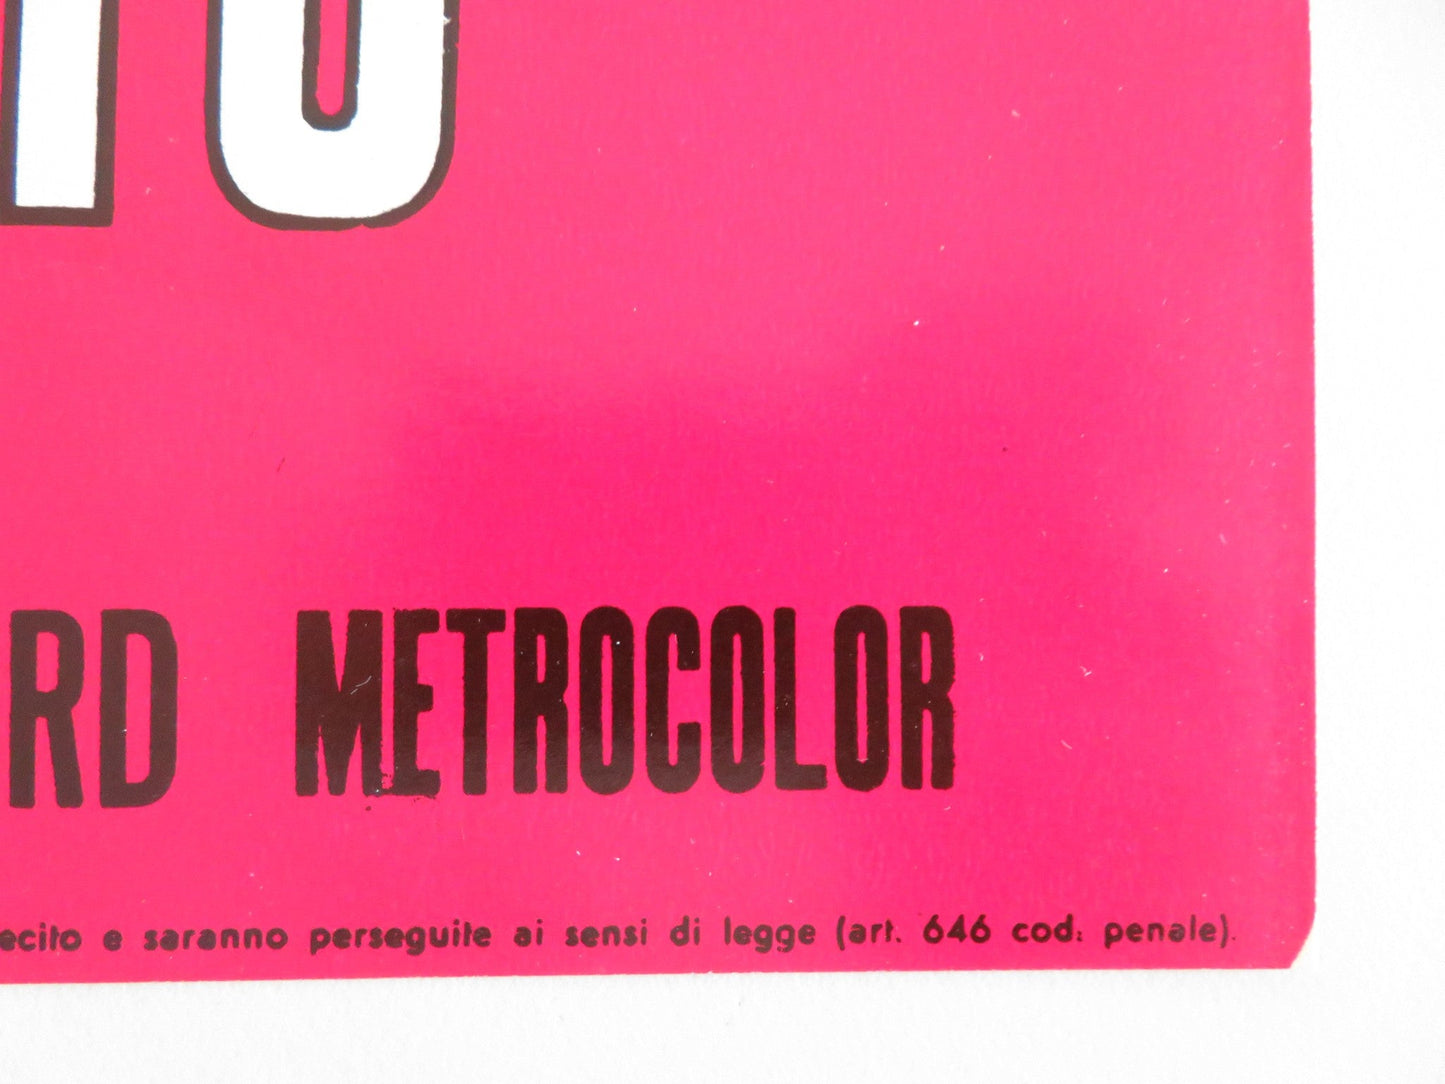 RD METROCOLOR
ecito e saranno perseguite ai sensi di legge (art. 646 cod. penale).